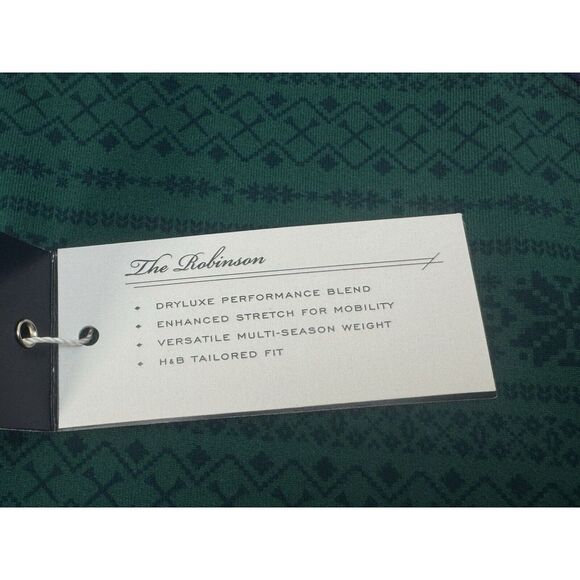 The Robinson
DRYLUXE PERFORMANCE BLEND
ENHANCED STRETCH FOR MOBILITY
VERSATILE MULTI-SEASON WEIGHT
H&B TAILORED FIT